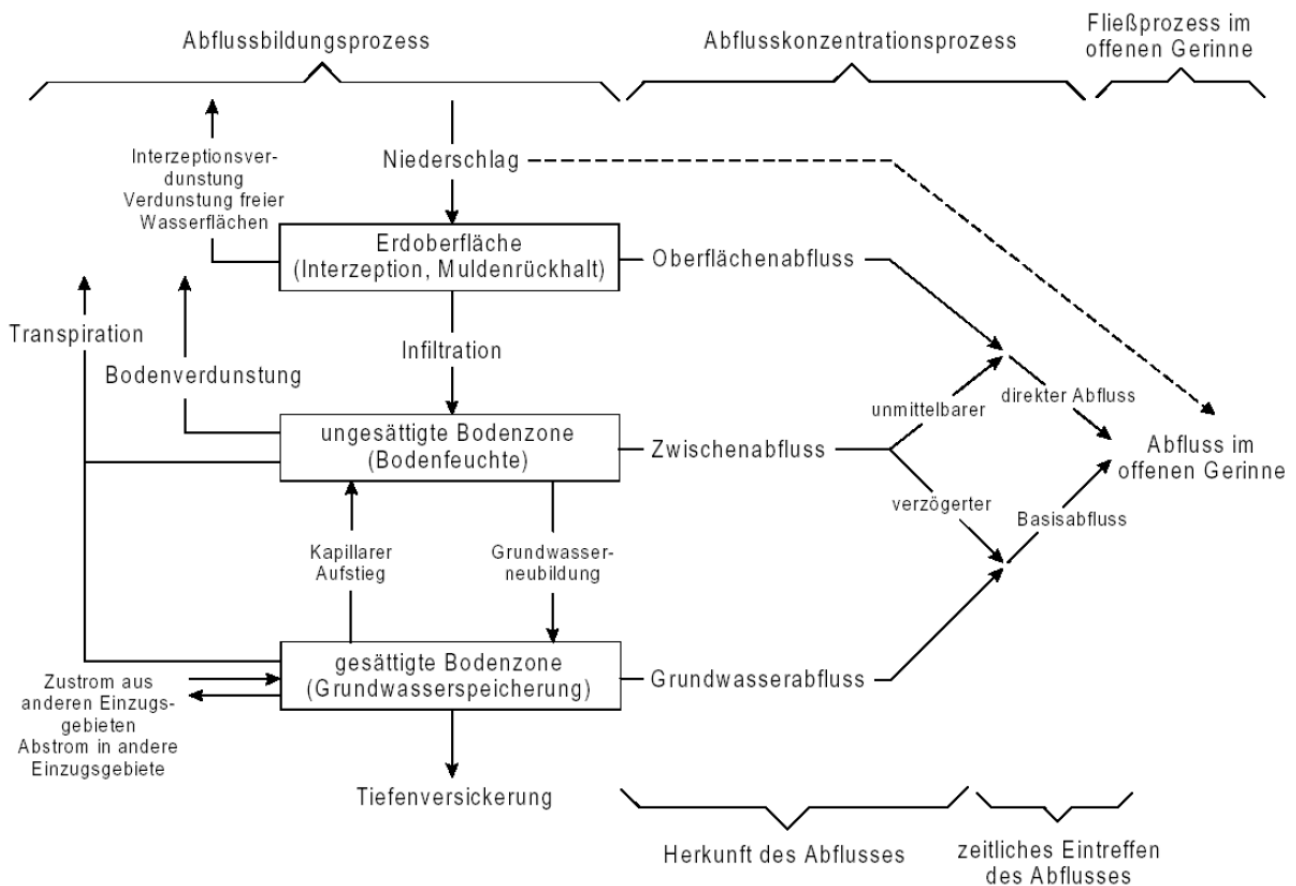 Abflussbildungsprozess
Abflusskonzentrationsprozess
Fließprozess im
offenen Gerinne
Interzeptionsver-
dunstung
Verdunstung freier
Wasserflächen
Niederschlag
Erdoberfläche
(Interzeption, Muldenrückhalt)
Oberflächenabfluss
Transpiration
Bodenverdunstung
Infiltration
unmittelbarer
direkter Abfluss
ungesättigte Bodenzone
(Bodenfeuchte)
Zwischenabfluss
Abfluss im
offenen Gerinne
verzögerter
Basisabfluss
Kapillarer
Aufstieg
Grundwasser-
neubildung
gesättigte Bodenzone
(Grundwasserspeicherung)
Grundwasserabfluss
Zustrom aus
anderen Einzugs-
gebieten
Abstrom in andere
Einzugsgebiete
Tiefenversickerung
Herkunft des Abflusses
zeitliches Eintreffen
des Abflusses